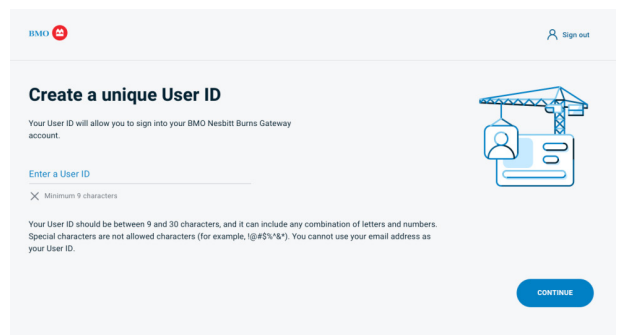 BMO
Sign out
Create a unique User ID
Your User ID will allow you to sign into your BMO Nesbitt Burns Gateway
account.
Enter a User ID
Minimum 9 characters
Your User ID should be between 9 and 30 characters, and it can include any combination of letters and numbers.
Special characters are not allowed characters (for example, !@#$%^&*). You cannot use your email address as
your User ID.
CONTINUE